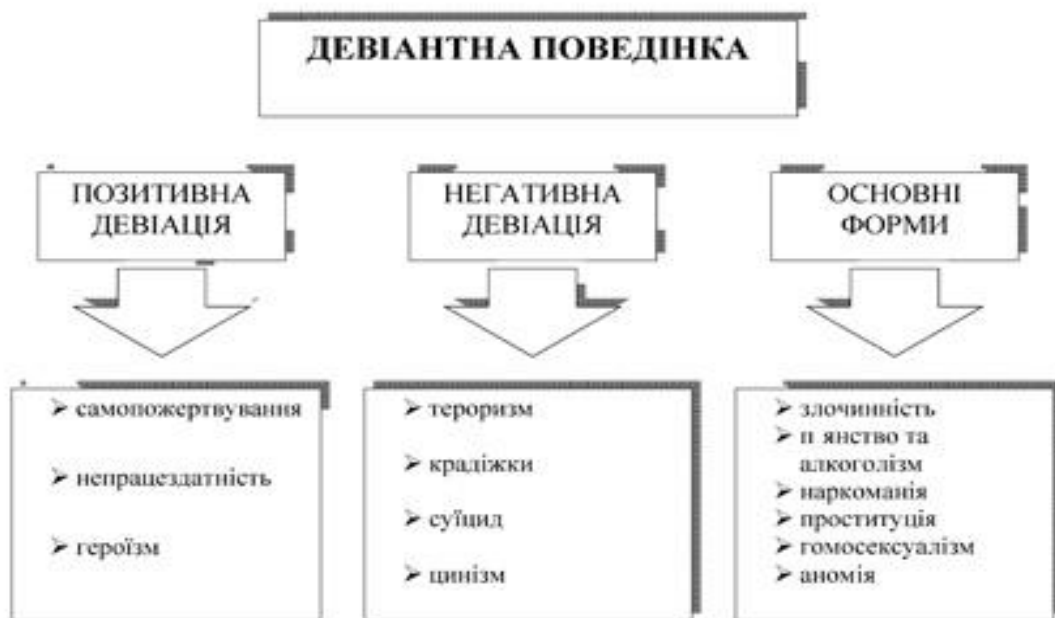 ДЕВІАНТНА ПОВЕДІНКА
ПОЗИТИВНА
ДЕВІАЦІЯ
НЕГАТИВНА
ДЕВІАЦІЯ
ОСНОВНІ
ФОРМИ
➢ самопожертвування
➢ непрацездатність
➢ героїзм
➢ тероризм
➢ крадіжки
➢ суїцид
➢ цинізм
➢ злочинність
➢ п янство та
алкоголізм
➢ наркоманія
➢ проституція
➢ гомосексуалізм
➢ аномія